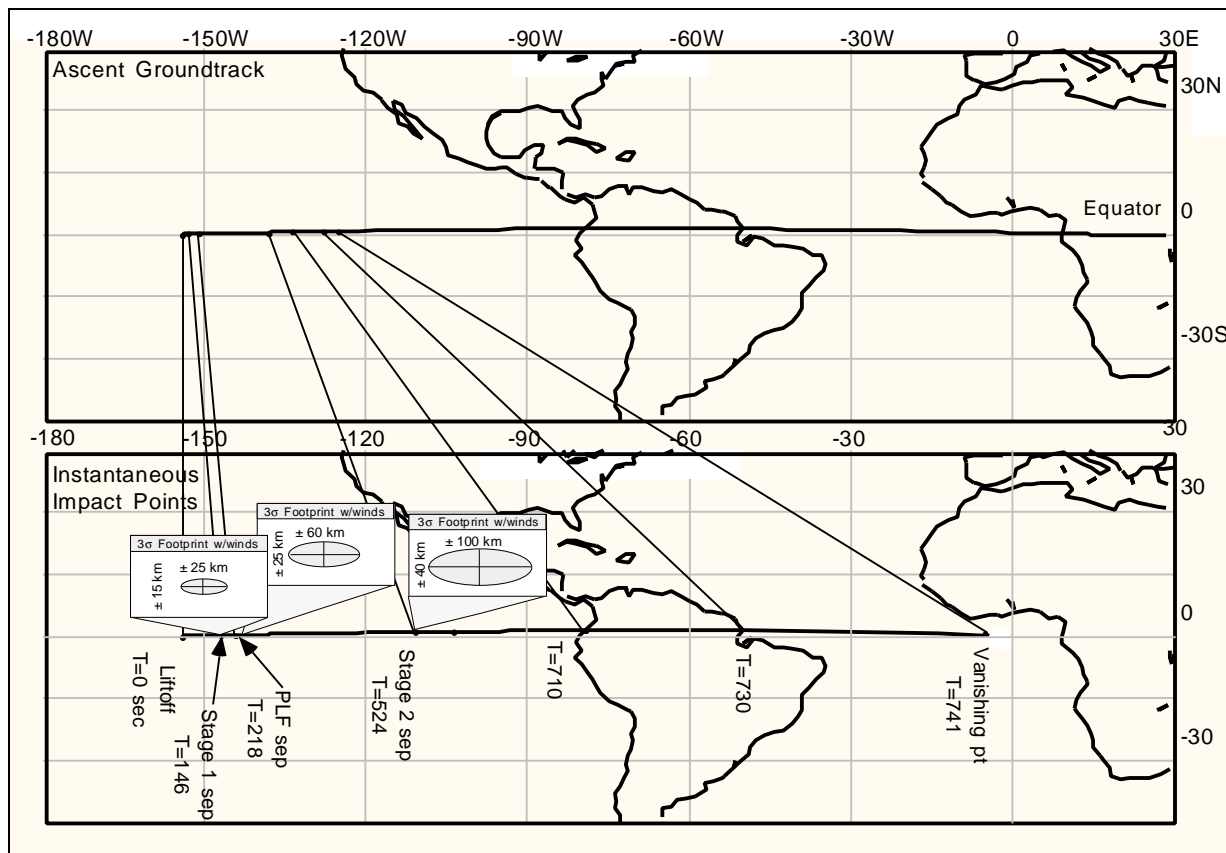 -180W -150W -120W -90W -60W -30W 0 30E
Ascent Groundtrack
30N
Equator
0
-30S
-180 -150 -120 -90 -60 -30 0 30
Instantaneous
Impact Points
30
3σ Footprint w/winds
± 60 km
± 25 km
3σ Footprint w/winds
± 100 km
± 40 km
3σ Footprint w/winds
± 25 km
± 15 km
0
-30
Liftoff
T=0 sec
Stage 1 sep
T=146
PLF sep
T=218
Stage 2 sep
T=524
T=710
T=730
Vanishing pt
T=741